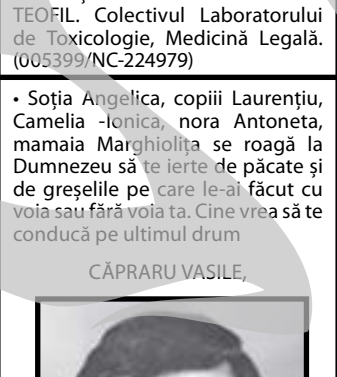 TEOFIL. Colectivul Laboratorului
de Toxicologie, Medicină Legală.
(005399/NC-224979)
• Soția Angelica, copiii Laurențiu,
Camelia -Ionica, nora Antoneta,
mamaia Marghiolița se roagă la
Dumnezeu să te ierte de păcate și
de greșelile pe care le-ai făcut cu
voia sau fără voia ta. Cine vrea să te
conducă pe ultimul drum
CĂPRARU VASILE,